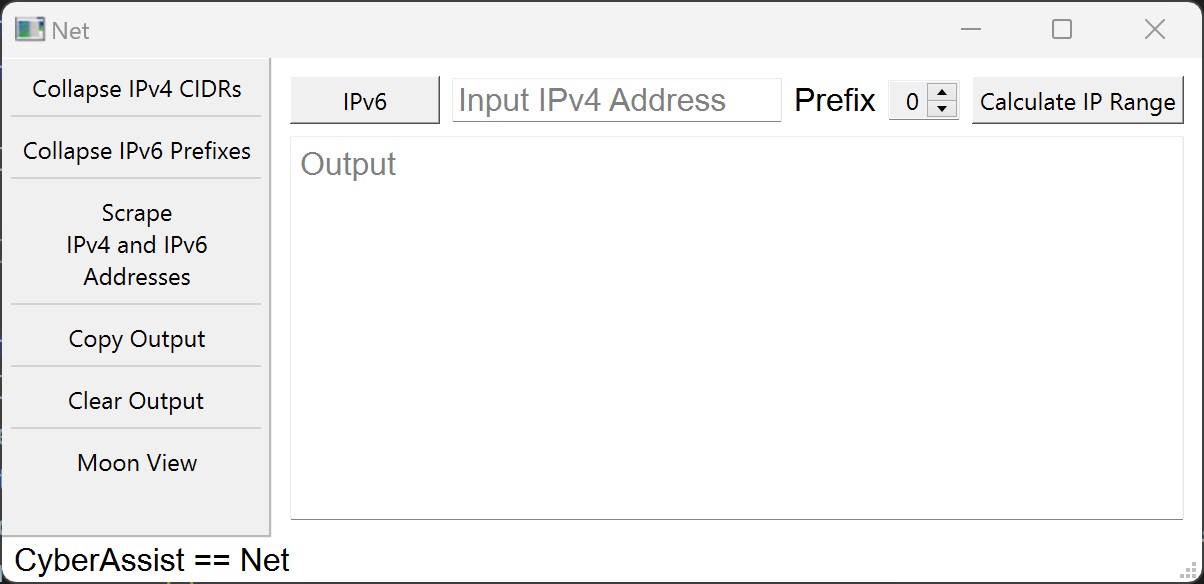 Net
Collapse IPv4 CIDRs
Collapse IPv6 Prefixes
Scrape
IPv4 and IPv6
Addresses
Copy Output
Clear Output
Moon View
IPv6 Input IPv4 Address Prefix 0 Calculate IP Range
Output
CyberAssist == Net